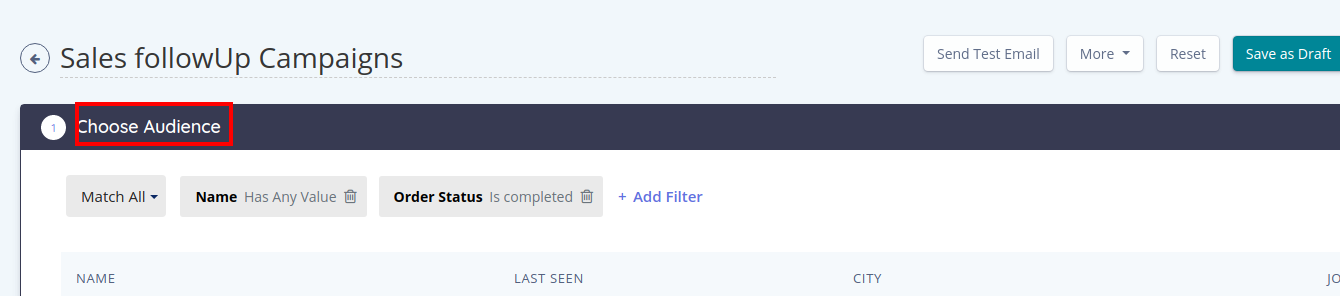 Sales followUp Campaigns
Send Test Email
More
Reset
Save as Draft
1
Choose Audience
Match All
Name Has Any Value
Order Status Is completed
+ Add Filter
NAME
LAST SEEN
CITY
JO